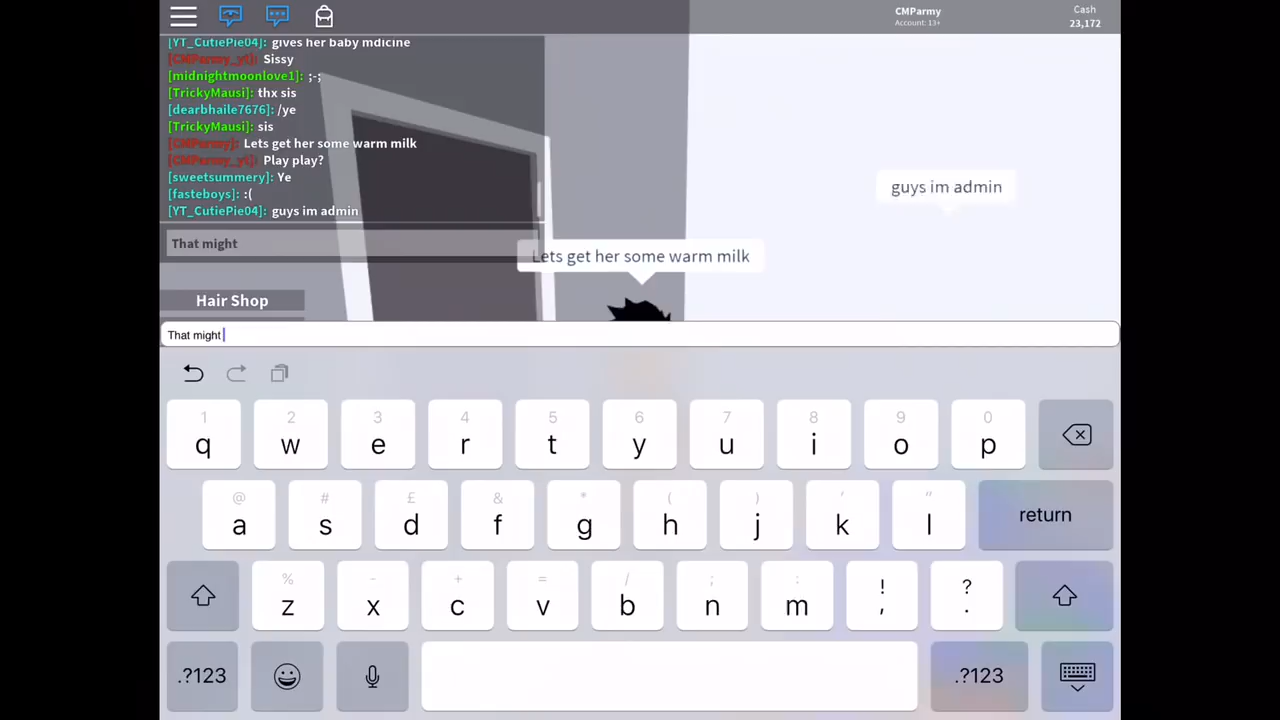 CMParmy
Account: 13+
Cash
23,172
[YT_CutiePie04]: gives her baby mdicine
[CMParmy_yt]: Sissy
[midnightmoonlove1]: ;-;
[TrickyMausi]: thx sis
[dearbhaile7676]: /ye
[TrickyMausi]: sis
[CMParmy]: Lets get her some warm milk
[CMParmy_yt]: Play play?
[sweetsummery]: Ye
[fasteboys]: :(
[YT_CutiePie04]: guys im admin
guys im admin
That might
Lets get her some warm milk
Hair Shop
That might
1 2 3 4 5 6 7 8 9 0
q w e r t y u i o p
@ # £ & * ( ) ' "
a s d f g h j k l return
% - + = / ; : ! ?
z x c v b n m , .
.?123 .?123